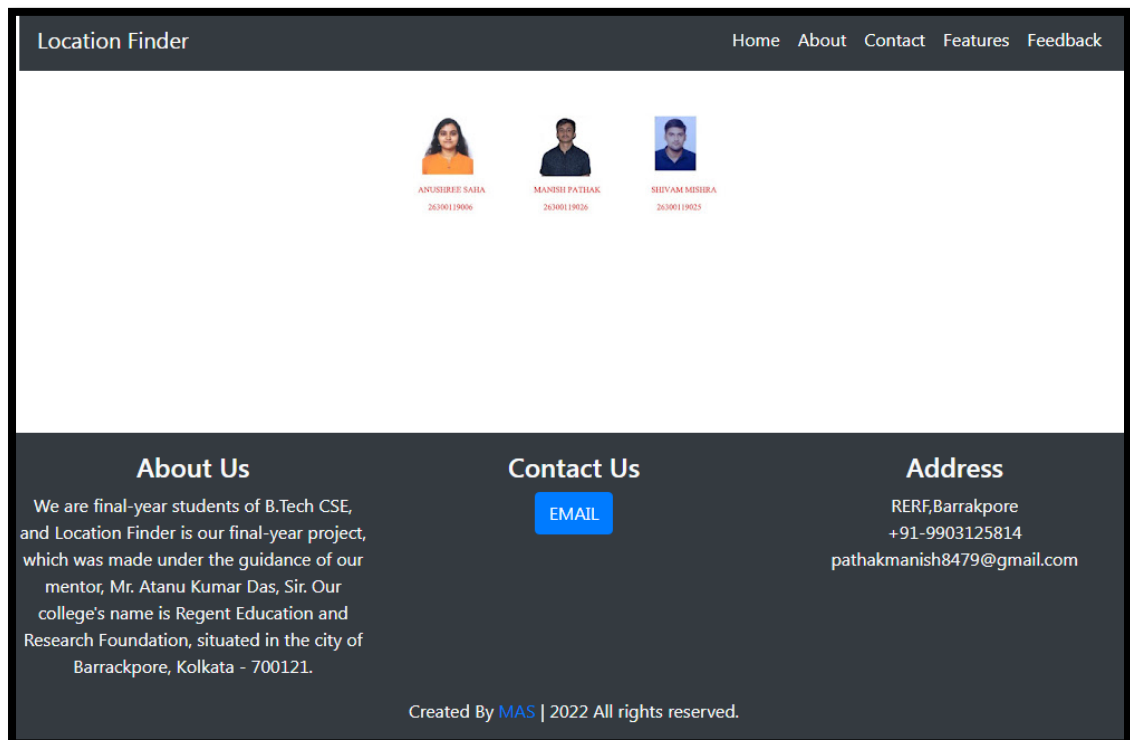 Location Finder
Home About Contact Features Feedback
ANUSHREE SAHA
26300119006
MANISH PATHAK
26300119026
SHIVAM MISHRA
26300119025
About Us
We are final-year students of B.Tech CSE,
and Location Finder is our final-year project,
which was made under the guidance of our
mentor, Mr. Atanu Kumar Das, Sir. Our
college's name is Regent Education and
Research Foundation, situated in the city of
Barrackpore, Kolkata - 700121.
Contact Us
EMAIL
Address
RERF,Barrakpore
+91-9903125814
pathakmanish8479@gmail.com
Created By MAS | 2022 All rights reserved.